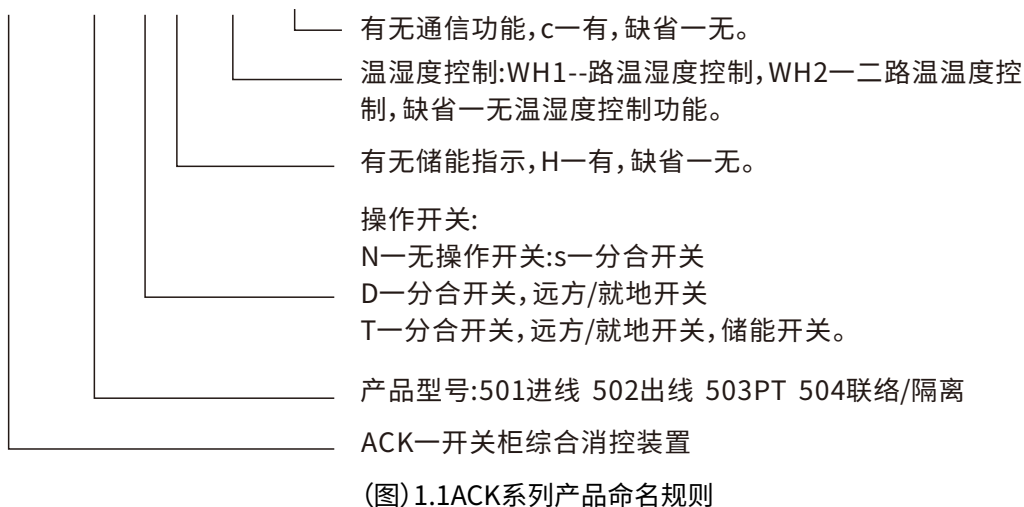 有无通信功能,c一有,缺省一无。
温湿度控制:WH1--路温湿度控制,WH2一二路温温度控
制,缺省一无温湿度控制功能。
有无储能指示,H一有,缺省一无。
操作开关:
N一无操作开关:s一分合开关
D一分合开关,远方/就地开关
T一分合开关,远方/就地开关,储能开关。
产品型号:501进线 502出线 503PT 504联络/隔离
ACK一开关柜综合消控装置
(图)1.1ACK系列产品命名规则